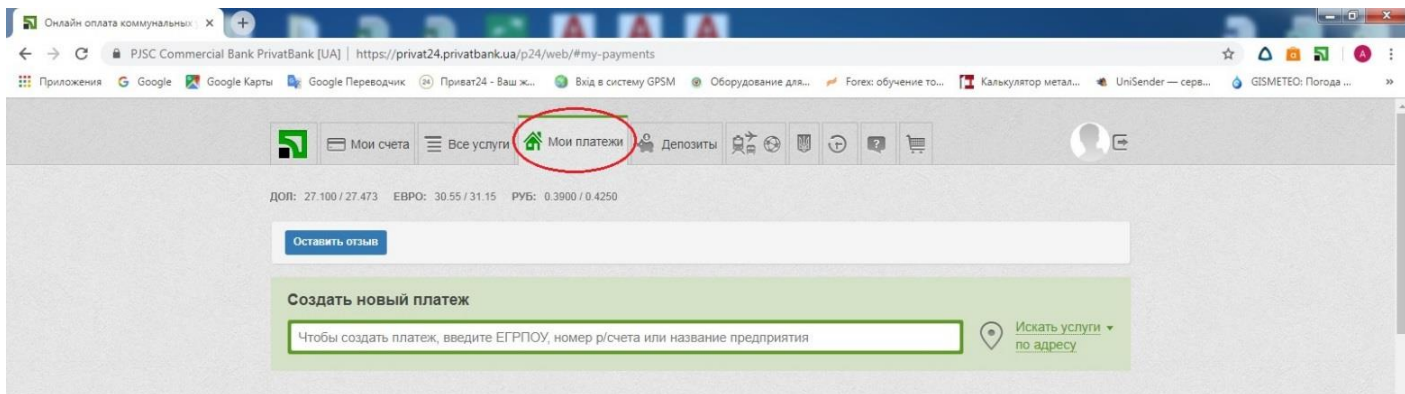 Онлайн оплата коммунальных
PJSC Commercial Bank PrivatBank [UA] | https://privat24.privatbank.ua/p24/web/#my-payments
Приложения Google Google Карты Google Переводчик Приват24 - Ваш ж... Вхід в систему GPSM Оборудование для... Forex: обучение то... Калькулятор метал... UniSender — серв... GISMETEO: Погода ... »
Мои счета Все услуги Мои платежи Депозиты
ДОЛ: 27.100 / 27.473 ЕВРО: 30.55 / 31.15 РУБ: 0.3900 / 0.4250
Оставить отзыв
Создать новый платеж
Чтобы создать платеж, введите ЕГРПОУ, номер р/счета или название предприятия
Искать услуги
по адресу